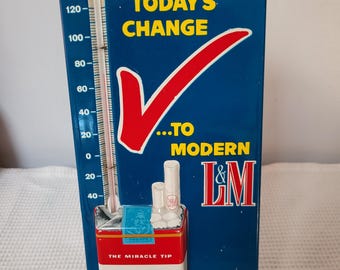 TODAY'S
CHANGE
...TO
MODERN
L&M
120
100
80
60
40
20
0
20
40
THE MIRACLE TIP